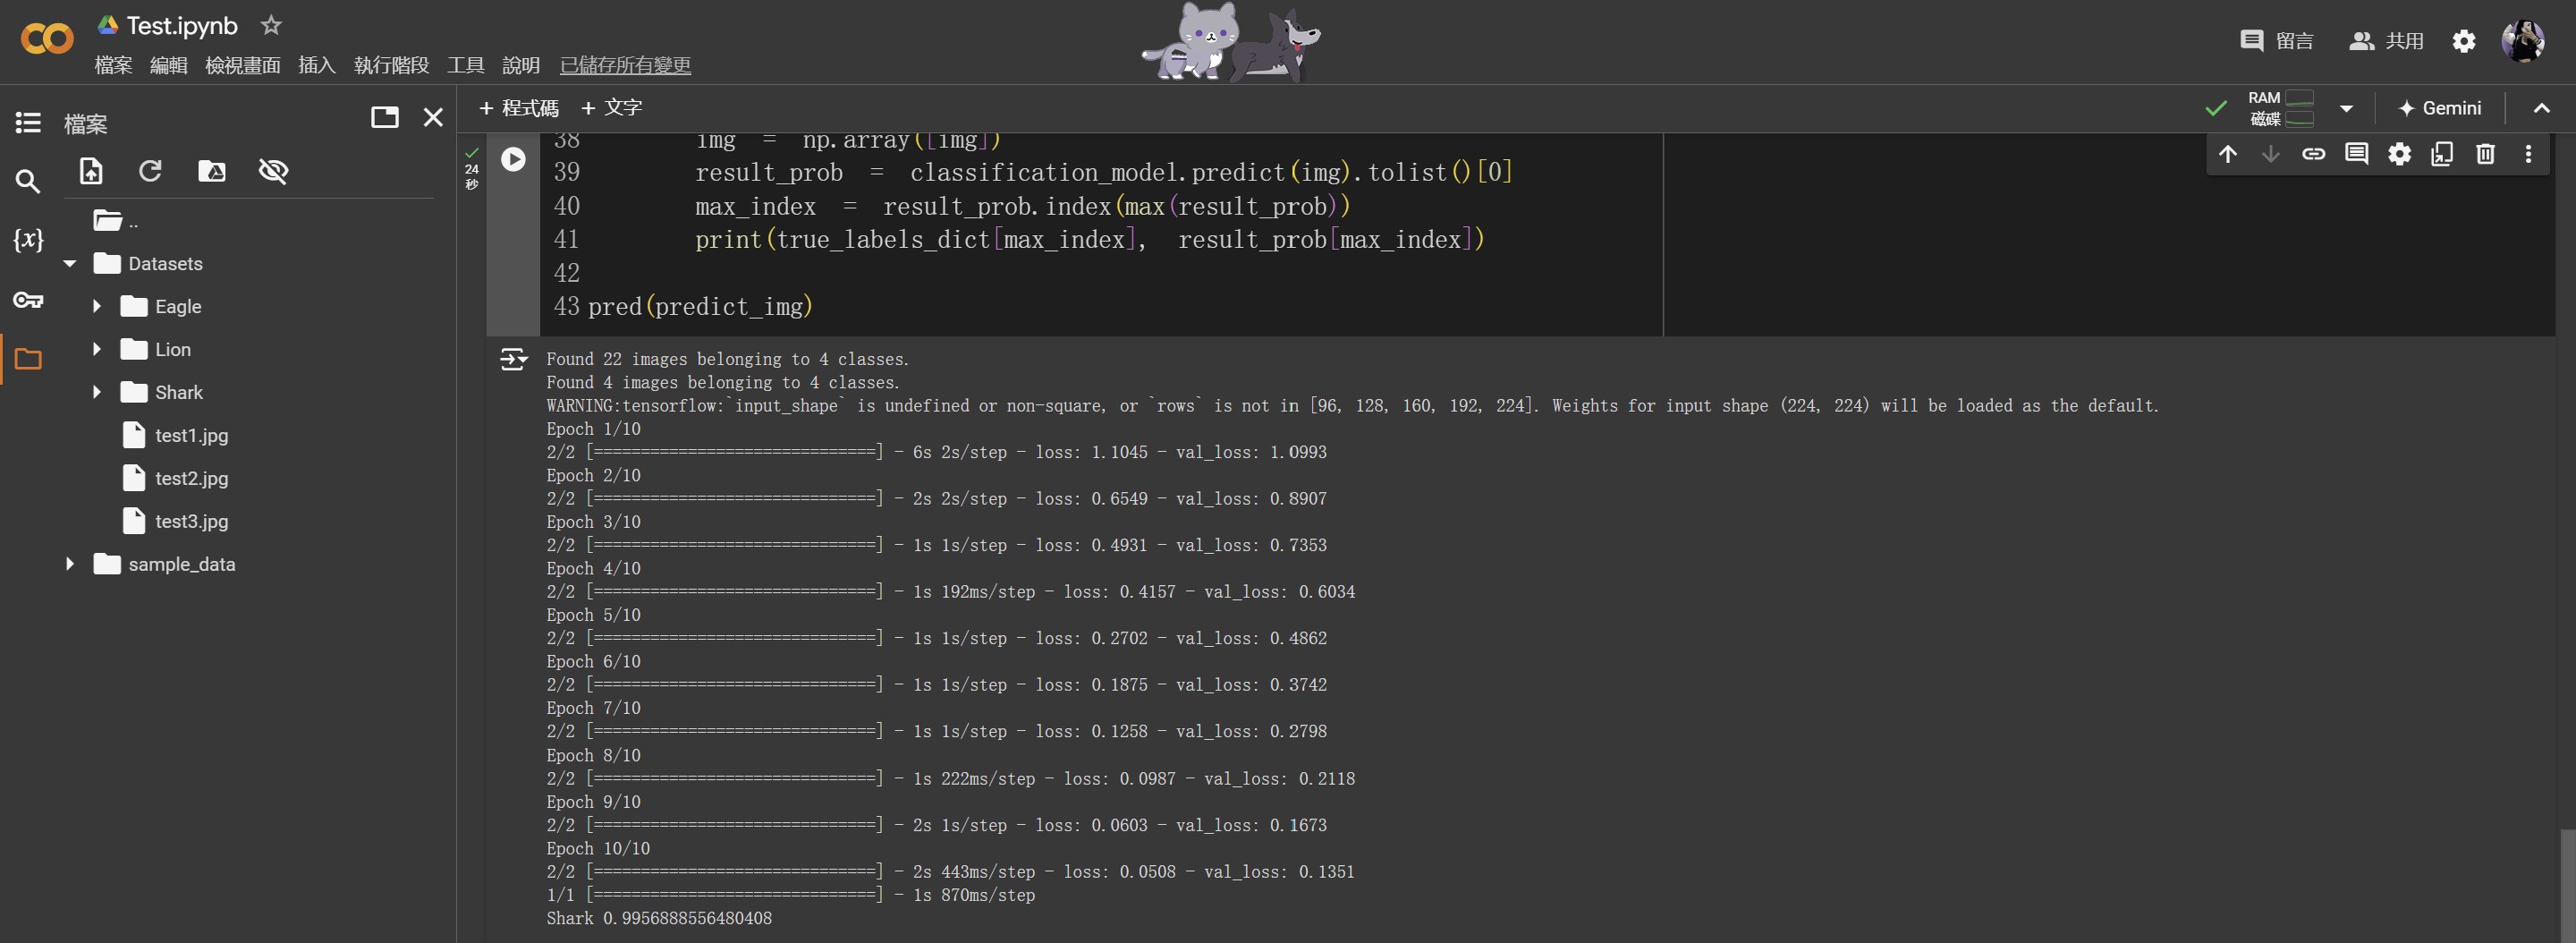 Test.ipynb
檔案 編輯 檢視畫面 插入 執行階段 工具 說明 已儲存所有變更
留言 共用
檔案
..
Datasets
Eagle
Lion
Shark
test1.jpg
test2.jpg
test3.jpg
sample_data
+ 程式碼 + 文字
RAM
磁碟
Gemini
24
秒
38 img = np.array([img])
39 result_prob = classification_model.predict(img).tolist()[0]
40 max_index = result_prob.index(max(result_prob))
41 print(true_labels_dict[max_index], result_prob[max_index])
42
43 pred(predict_img)
Found 22 images belonging to 4 classes.
Found 4 images belonging to 4 classes.
WARNING:tensorflow:`input_shape` is undefined or non-square, or `rows` is not in [96, 128, 160, 192, 224]. Weights for input shape (224, 224) will be loaded as the default.
Epoch 1/10
2/2 [==============================] - 6s 2s/step - loss: 1.1045 - val_loss: 1.0993
Epoch 2/10
2/2 [==============================] - 2s 2s/step - loss: 0.6549 - val_loss: 0.8907
Epoch 3/10
2/2 [==============================] - 1s 1s/step - loss: 0.4931 - val_loss: 0.7353
Epoch 4/10
2/2 [==============================] - 1s 192ms/step - loss: 0.4157 - val_loss: 0.6034
Epoch 5/10
2/2 [==============================] - 1s 1s/step - loss: 0.2702 - val_loss: 0.4862
Epoch 6/10
2/2 [==============================] - 1s 1s/step - loss: 0.1875 - val_loss: 0.3742
Epoch 7/10
2/2 [==============================] - 1s 1s/step - loss: 0.1258 - val_loss: 0.2798
Epoch 8/10
2/2 [==============================] - 1s 222ms/step - loss: 0.0987 - val_loss: 0.2118
Epoch 9/10
2/2 [==============================] - 2s 1s/step - loss: 0.0603 - val_loss: 0.1673
Epoch 10/10
2/2 [==============================] - 2s 443ms/step - loss: 0.0508 - val_loss: 0.1351
1/1 [==============================] - 1s 870ms/step
Shark 0.9956888556480408